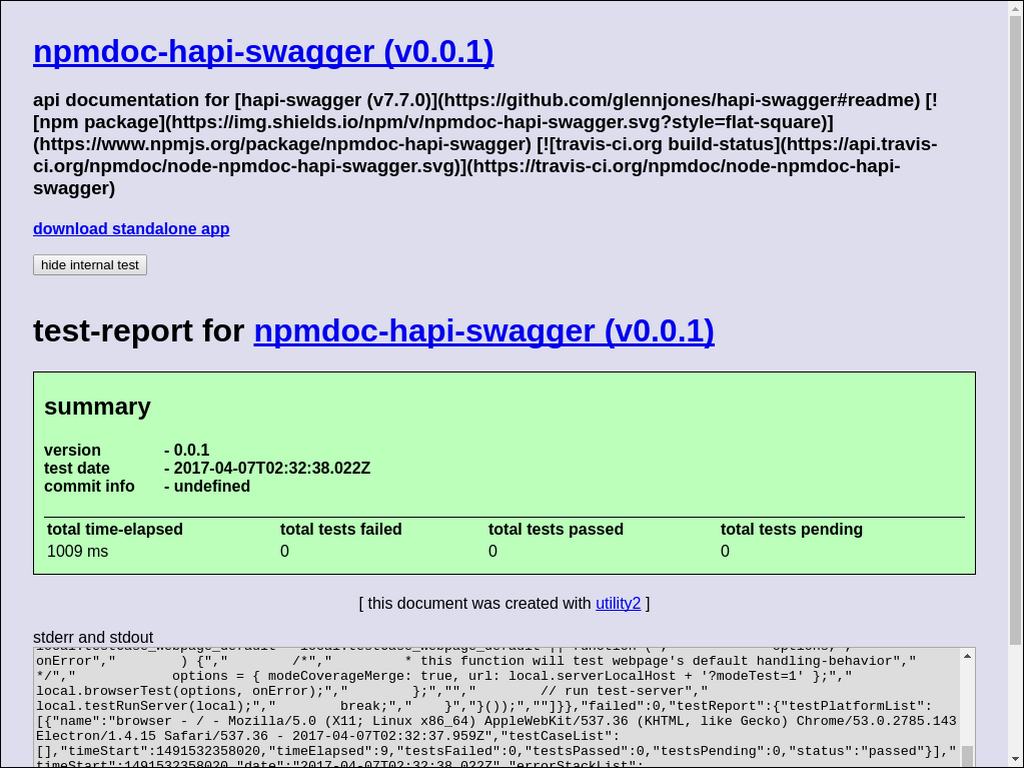 npmdoc-hapi-swagger (v0.0.1)
api documentation for [hapi-swagger (v7.7.0)](https://github.com/glennjones/hapi-swagger#readme) [!
[npm package](https://img.shields.io/npm/v/npmdoc-hapi-swagger.svg?style=flat-square)]
(https://www.npmjs.org/package/npmdoc-hapi-swagger) [![travis-ci.org build-status](https://api.travis-
ci.org/npmdoc/node-npmdoc-hapi-swagger.svg)](https://travis-ci.org/npmdoc/node-npmdoc-hapi-
swagger)
download standalone app
hide internal test
test-report for npmdoc-hapi-swagger (v0.0.1)
summary
version - 0.0.1
test date - 2017-04-07T02:32:38.022Z
commit info - undefined
total time-elapsed total tests failed total tests passed total tests pending
1009 ms 0 0 0
[ this document was created with utility2 ]
stderr and stdout
onError","        ) {","        /*","         * this function will test webpage's default handling-behavior","
*/","            options = { modeCoverageMerge: true, url: local.serverLocalHost + '?modeTest=1' };","
local.browserTest(options, onError);","        };","","        // run test-server","
local.testRunServer(local);","        break;","    }","}());",""]}},"failed":0,"testReport":{"testPlatformList":
[{"name":"browser - / - Mozilla/5.0 (X11; Linux x86_64) AppleWebKit/537.36 (KHTML, like Gecko) Chrome/53.0.2785.143
Electron/1.4.15 Safari/537.36 - 2017-04-07T02:32:37.959Z","testCaseList":
[],"timeStart":1491532358020,"timeElapsed":9,"testsFailed":0,"testsPassed":0,"testsPending":0,"status":"passed"}],"
timeStart":1491532358020,"date":"2017-04-07T02:32:38.022Z","errorStackList":